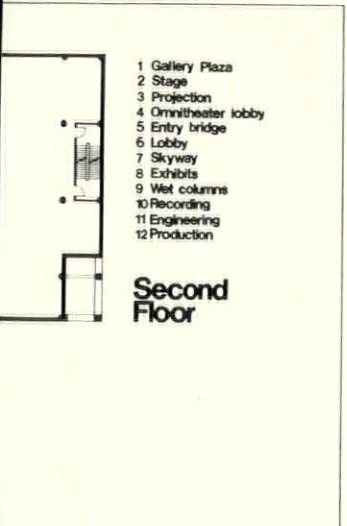 1 Gallery Plaza
2 Stage
3 Projection
4 Omnitheater lobby
5 Entry bridge
6 Lobby
7 Skyway
8 Exhibits
9 Wet columns
10 Recording
11 Engineering
12 Production
Second
Floor